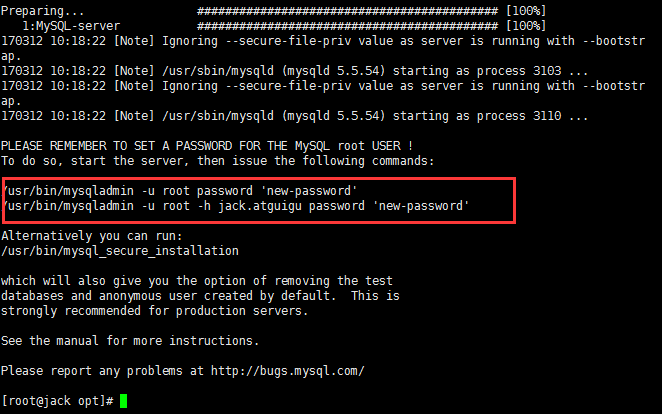 Preparing...                ########################################### [100%]
   1:MySQL-server           ########################################### [100%]
170312 10:18:22 [Note] Ignoring --secure-file-priv value as server is running with --bootstr
ap.
170312 10:18:22 [Note] /usr/sbin/mysqld (mysqld 5.5.54) starting as process 3103 ...
170312 10:18:22 [Note] Ignoring --secure-file-priv value as server is running with --bootstr
ap.
170312 10:18:22 [Note] /usr/sbin/mysqld (mysqld 5.5.54) starting as process 3110 ...
PLEASE REMEMBER TO SET A PASSWORD FOR THE MySQL root USER !
To do so, start the server, then issue the following commands:
/usr/bin/mysqladmin -u root password 'new-password'
/usr/bin/mysqladmin -u root -h jack.atguigu password 'new-password'
Alternatively you can run:
/usr/bin/mysql_secure_installation
which will also give you the option of removing the test
databases and anonymous user created by default.  This is
strongly recommended for production servers.
See the manual for more instructions.
Please report any problems at http://bugs.mysql.com/
[root@jack opt]#